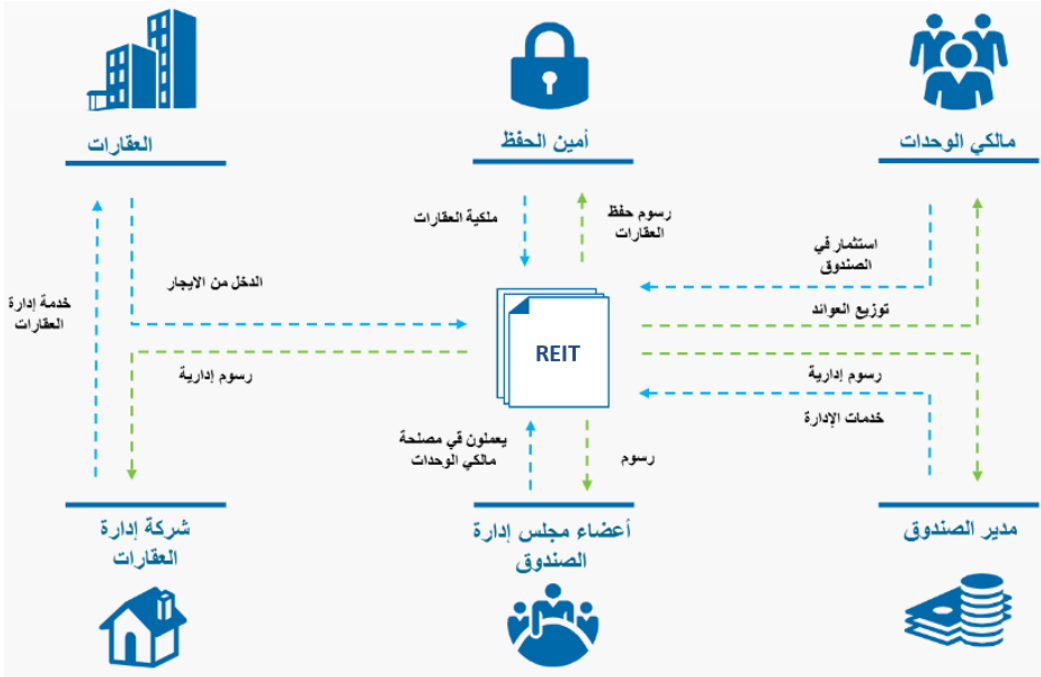 مالكي الوحدات
أمين الحفظ
العقارات
استثمار في
الصندوق
توزيع العوائد
رسوم حفظ
العقارات
ملكية العقارات
الدخل من الايجار
خدمة إدارة
العقارات
REIT
رسوم إدارية
خدمات الإدارة
رسوم
يعملون في مصلحة
مالكي الوحدات
رسوم إدارية
مدير الصندوق
أعضاء مجلس إدارة
الصندوق
شركة إدارة
العقارات